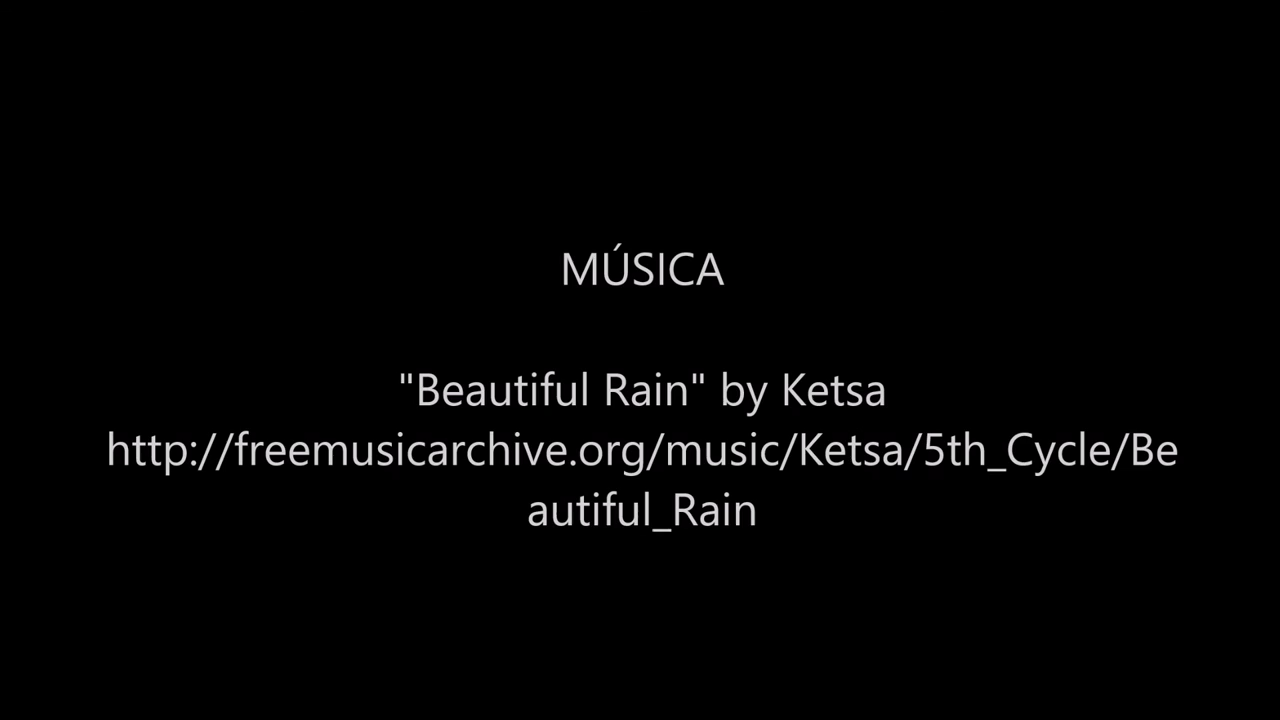 MÚSICA
"Beautiful Rain" by Ketsa
http://freemusicarchive.org/music/Ketsa/5th_Cycle/Be
autiful_Rain